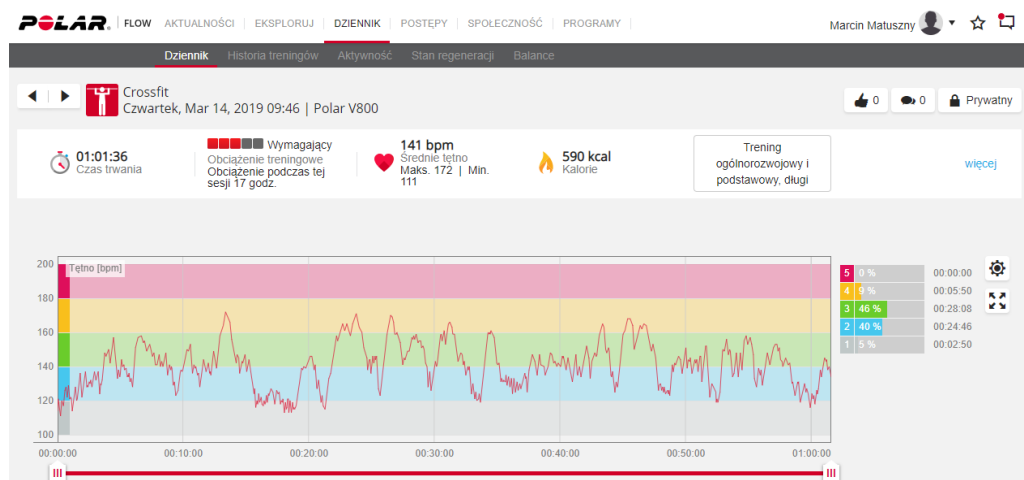 POLAR. FLOW AKTUALNOŚCI EKSPLORUJ DZIENNIK POSTĘPY SPOŁECZNOŚĆ PROGRAMY Marcin Matuszny
Dziennik Historia treningów Aktywność Stan regeneracji Balance
Crossfit
Czwartek, Mar 14, 2019 09:46 | Polar V800
0 0 Prywatny
01:01:36
Czas trwania
Wymagający
Obciążenie treningowe
Obciążenie podczas tej
sesji 17 godz.
141 bpm
Średnie tętno
Maks. 172 | Min.
111
590 kcal
Kalorie
Trening
ogólnorozwojowy i
podstawowy, długi
więcej
Tętno [bpm]
200
180
160
140
120
100
00:00:00 00:10:00 00:20:00 00:30:00 00:40:00 00:50:00 01:00:00
5 0 % 00:00:00
4 9 % 00:05:50
3 46 % 00:28:08
2 40 % 00:24:46
1 5 % 00:02:50